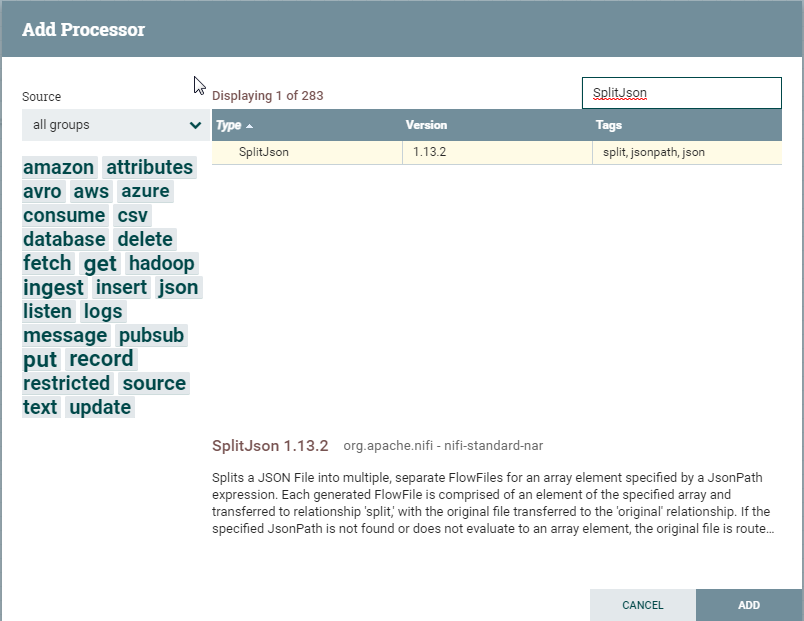 Add Processor
Source
Displaying 1 of 283
SplitJson
all groups
Type Version Tags
SplitJson 1.13.2 split, jsonpath, json
amazon attributes
avro aws azure
consume csv
database delete
fetch get hadoop
ingest insert json
listen logs
message pubsub
put record
restricted source
text update
SplitJson 1.13.2 org.apache.nifi - nifi-standard-nar
Splits a JSON File into multiple, separate FlowFiles for an array element specified by a JsonPath
expression. Each generated FlowFile is comprised of an element of the specified array and
transferred to relationship 'split,' with the original file transferred to the 'original' relationship. If the
specified JsonPath is not found or does not evaluate to an array element, the original file is route...
CANCEL ADD